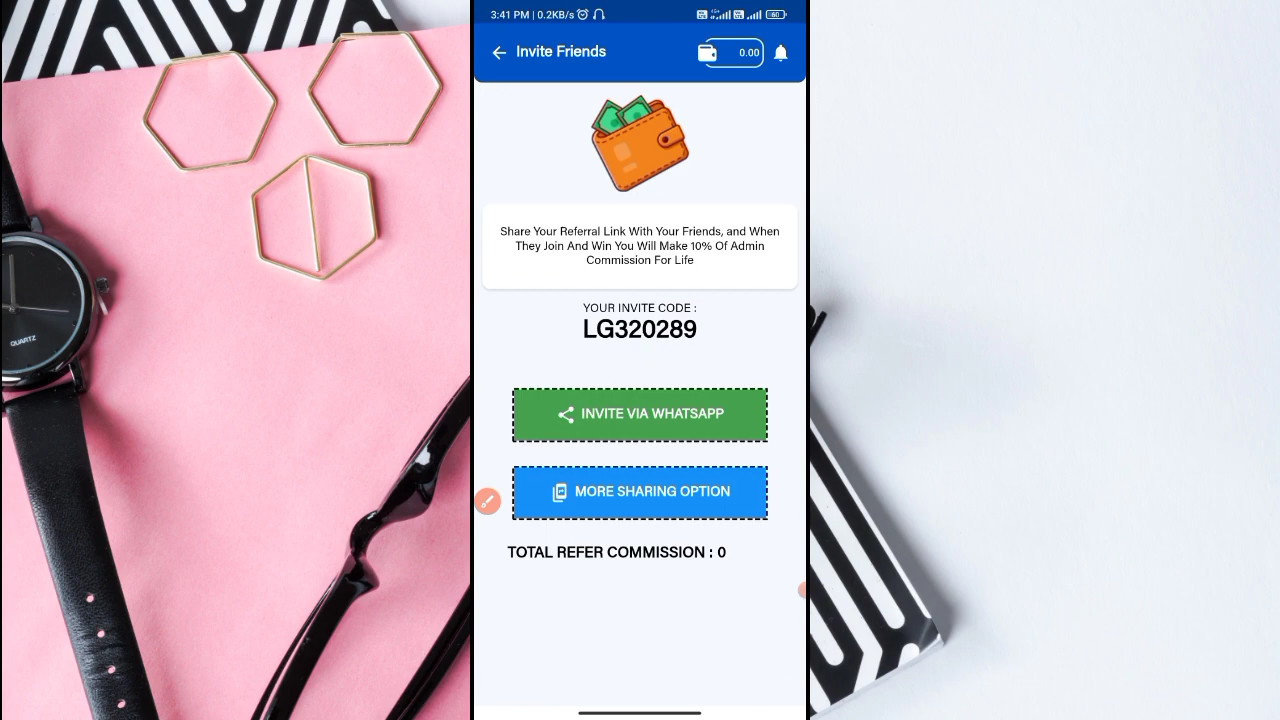 3:41 PM | 0.2KB/s
60
Invite Friends
0.00
Share Your Referral Link With Your Friends, and When
They Join And Win You Will Make 10% Of Admin
Commission For Life
YOUR INVITE CODE :
LG320289
INVITE VIA WHATSAPP
MORE SHARING OPTION
TOTAL REFER COMMISSION : 0
QUARTZ